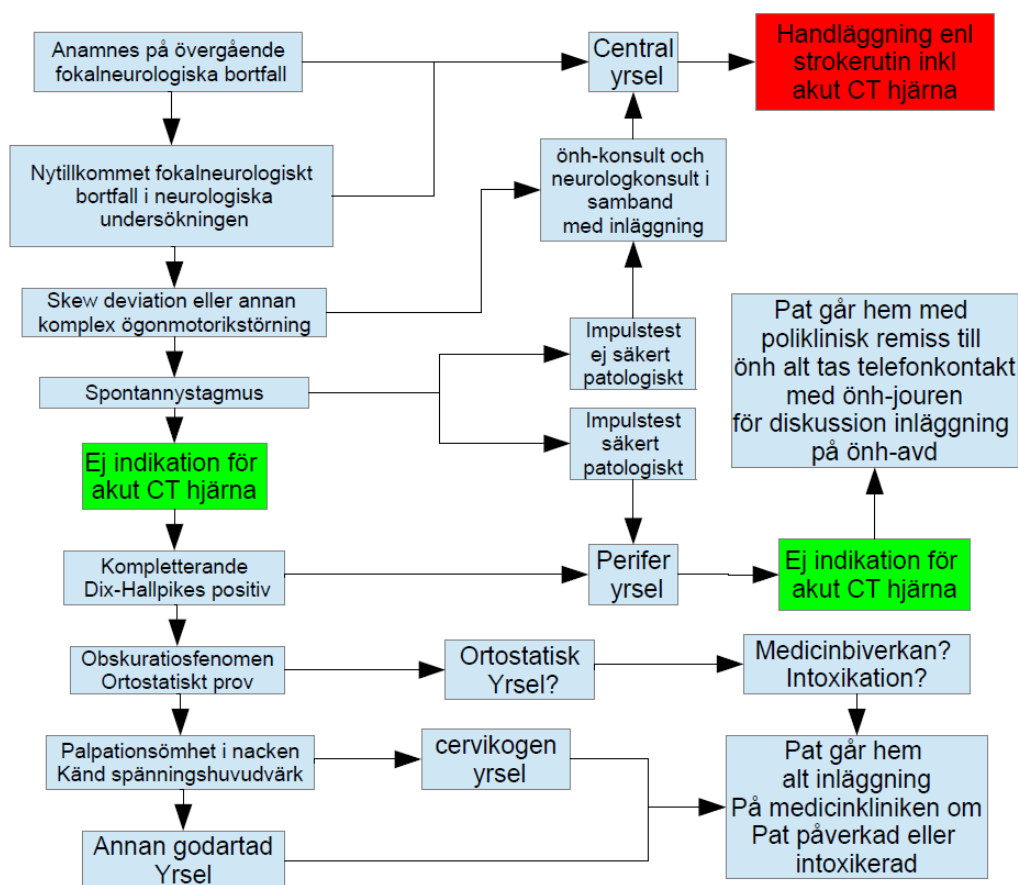 Anamnes på övergående
fokalneurologiska bortfall
Central
yrsel
Handläggning enl
strokerutin inkl
akut CT hjärna
Nytillkommet fokalneurologiskt
bortfall i neurologiska
undersökningen
önh-konsult och
neurologkonsult i
samband
med inläggning
Skew deviation eller annan
komplex ögonmotorikstörning
Impulstest
ej säkert
patologiskt
Pat går hem med
poliklinisk remiss till
önh alt tas telefonkontakt
med önh-jouren
för diskussion inläggning
på önh-avd
Spontannystagmus
Impulstest
säkert
patologiskt
Ej indikation för
akut CT hjärna
Kompletterande
Dix-Hallpikes positiv
Perifer
yrsel
Ej indikation för
akut CT hjärna
Obskuratiosfenomen
Ortostatiskt prov
Ortostatisk
Yrsel?
Medicinbiverkan?
Intoxikation?
Palpationsömhet i nacken
Känd spänningshuvudvärk
cervikogen
yrsel
Pat går hem
alt inläggning
På medicinkliniken om
Pat påverkad eller
intoxikerad
Annan godartad
Yrsel